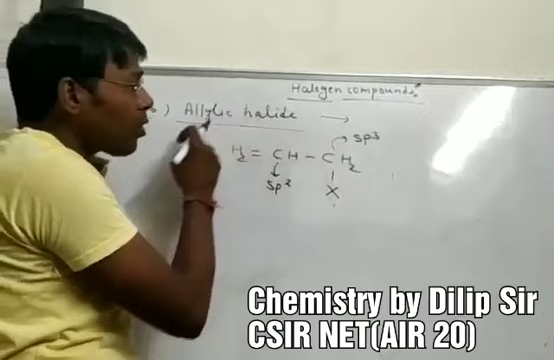 Halogen compounds
) Allylic halide →
sp³
H₂ = CH - CH₂
sp² X
Chemistry by Dilip Sir
CSIR NET(AIR 20)